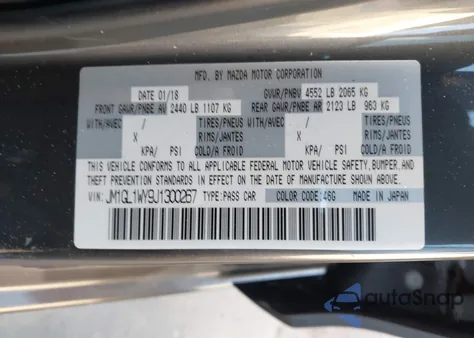 MFD. BY MAZDA MOTOR CORPORATION
DATE 01/18 GVWR/PNBV 4552 LB 2065 KG
FRONT GAWR/PNBE AV 2440 LB 1107 KG REAR GAWR/PNBE AR 2123 LB 963 KG
WITH/AVEC / TIRES/PNEUS WITH/AVEC / TIRES/PNEUS
X RIMS/JANTES X RIMS/JANTES
KPA/ PSI COLD/A FROID KPA/ PSI COLD/A FROID
THIS VEHICLE CONFORMS TO ALL APPLICABLE FEDERAL MOTOR VEHICLE SAFETY, BUMPER, AND
THEFT PREVENTION STANDARDS IN EFFECT ON THE DATE OF MANUFACTURE SHOWN ABOVE.
VIN: JM1GL1WY9J1300267 TYPE: PASS CAR COLOR CODE: 46G MADE IN JAPAN
autoSnap